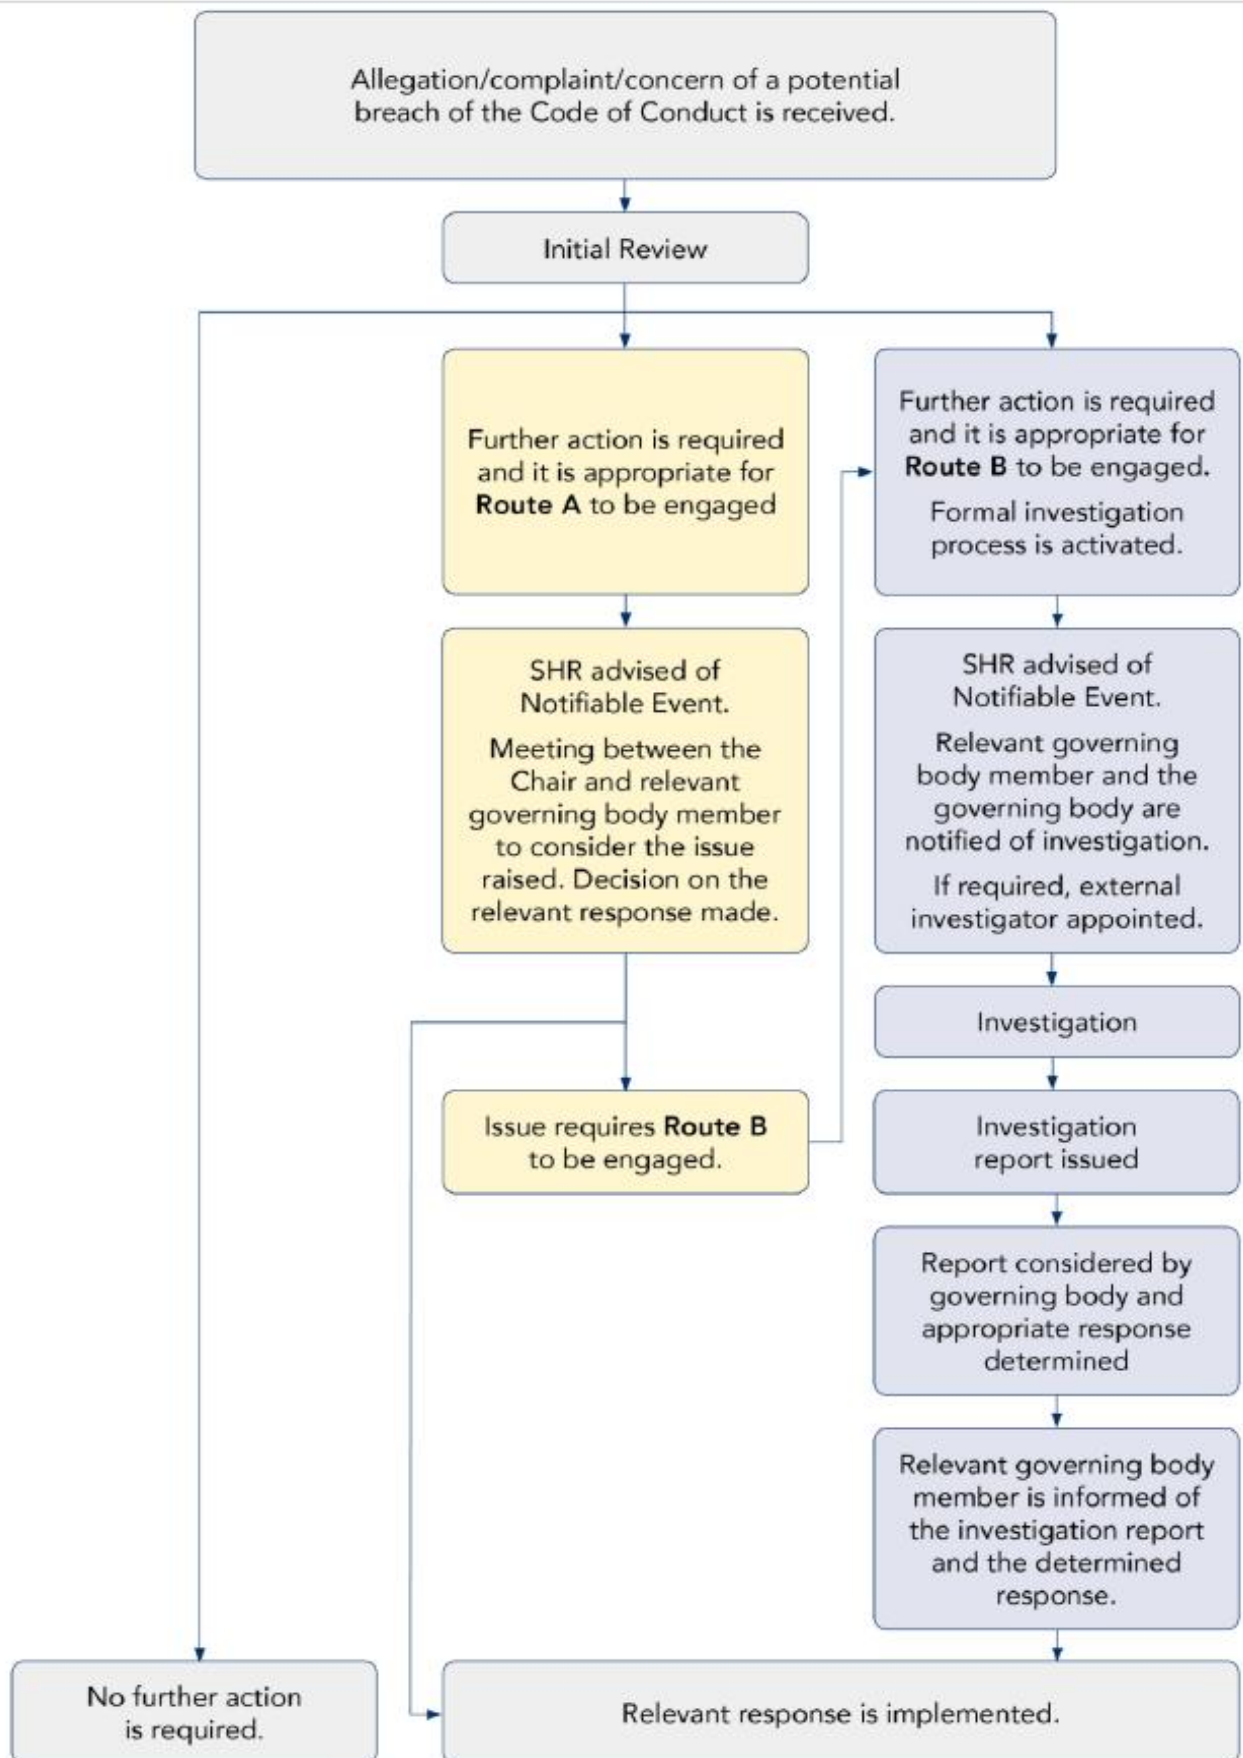 Allegation/complaint/concern of a potential
breach of the Code of Conduct is received.
Initial Review
Further action is required
and it is appropriate for
Route A to be engaged
Further action is required
and it is appropriate for
Route B to be engaged.
Formal investigation
process is activated.
SHR advised of
Notifiable Event.
Meeting between the
Chair and relevant
governing body member
to consider the issue
raised. Decision on the
relevant response made.
SHR advised of
Notifiable Event.
Relevant governing
body member and the
governing body are
notified of investigation.
If required, external
investigator appointed.
Investigation
Issue requires Route B
to be engaged.
Investigation
report issued
Report considered by
governing body and
appropriate response
determined
Relevant governing body
member is informed of
the investigation report
and the determined
response.
No further action
is required.
Relevant response is implemented.